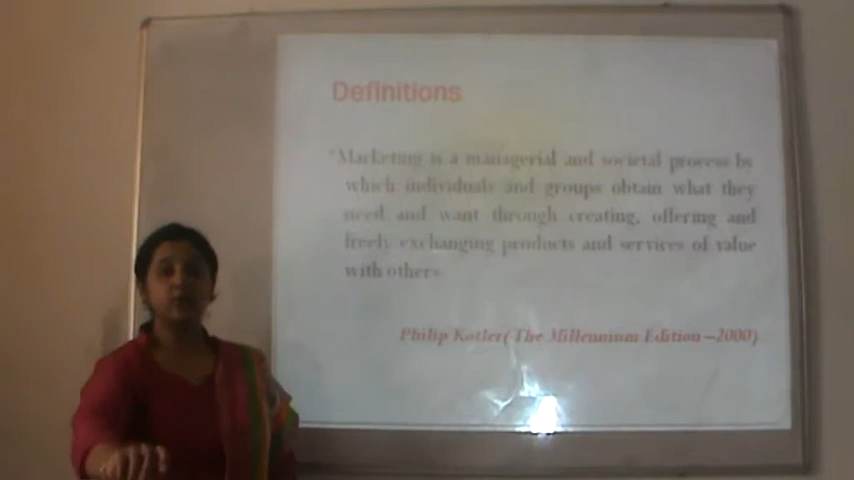 Definitions
"Marketing is a managerial and societal process by
which individuals and groups obtain what they
need and want through creating, offering and
freely exchanging products and services of value
with others
Philip Kotler(The Millennium Edition –2000)